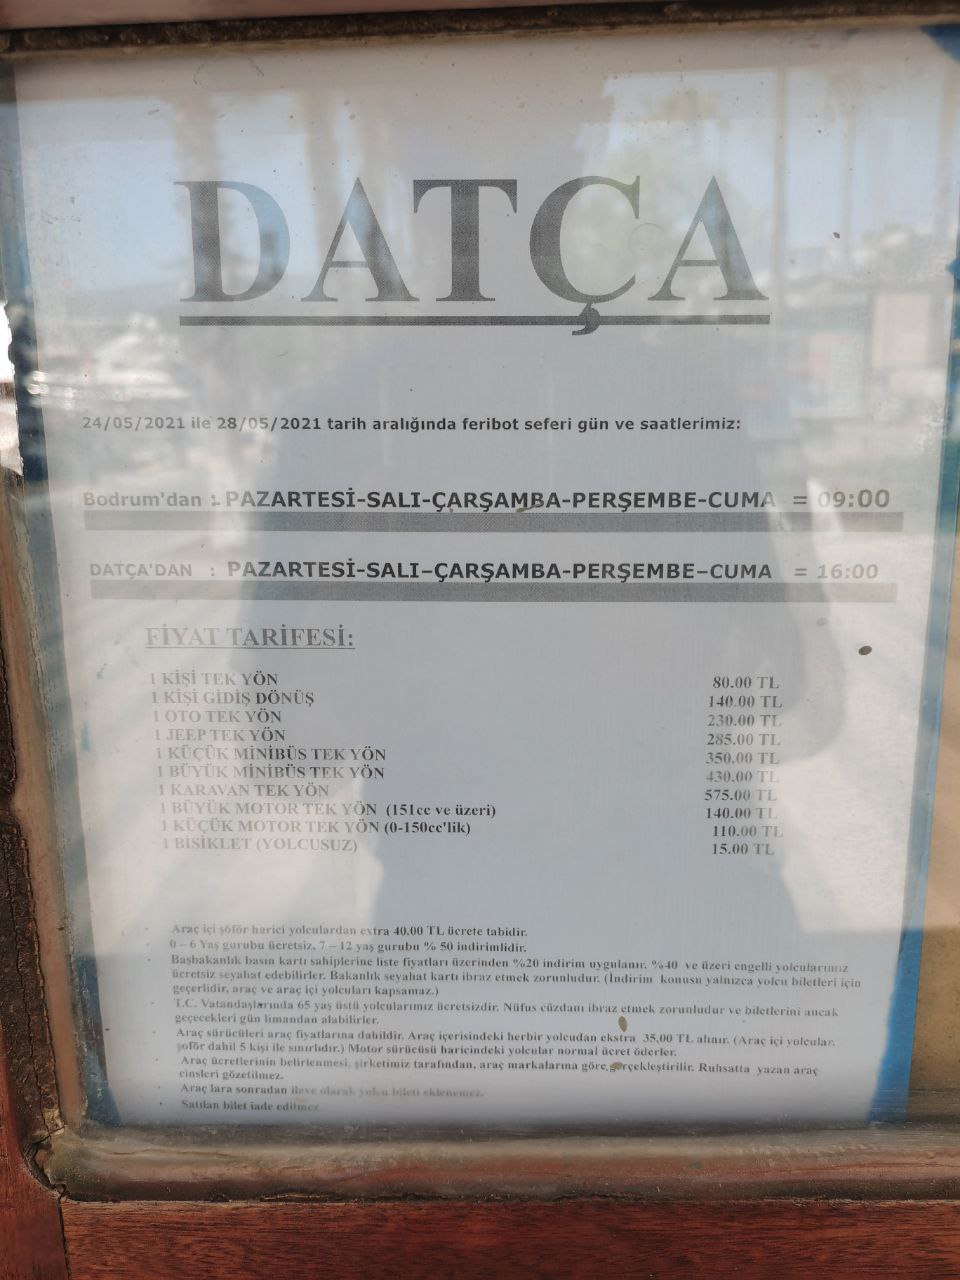 DATÇA
24/05/2021 ile 28/05/2021 tarih aralığında feribot seferi gün ve saatlerimiz:
Bodrum'dan : PAZARTESİ-SALI-ÇARŞAMBA-PERŞEMBE-CUMA = 09:00
DATÇA'DAN : PAZARTESİ-SALI–ÇARŞAMBA-PERŞEMBE–CUMA = 16:00
FİYAT TARİFESİ:
1 KİŞİ TEK YÖN 80.00 TL
1 KİŞİ GİDİŞ DÖNÜŞ 140.00 TL
1 OTO TEK YÖN 230.00 TL
1 JEEP TEK YÖN 285.00 TL
1 KÜÇÜK MİNİBÜS TEK YÖN 350.00 TL
1 BÜYÜK MİNİBÜS TEK YÖN 430.00 TL
1 KARAVAN TEK YÖN 575.00 TL
1 BÜYÜK MOTOR TEK YÖN (151cc ve üzeri) 140.00 TL
1 KÜÇÜK MOTOR TEK YÖN (0-150cc'lik) 110.00 TL
1 BİSİKLET (YOLCUSUZ) 15.00 TL
Araç içi şöför harici yolculardan extra 40.00 TL ücrete tabidir.
0 – 6 Yaş gurubu ücretsiz, 7 – 12 yaş gurubu % 50 indirimlidir.
Başbakanlık basın kartı sahiplerine liste fiyatları üzerinden %20 indirim uygulanır. %40 ve üzeri engelli yolcularımız
ücretsiz seyahat edebilirler. Bakanlık seyahat kartı ibraz etmek zorunludur. (İndirim konusu yalnızca yolcu biletleri için
geçerlidir, araç ve araç içi yolcuları kapsamaz.)
T.C. Vatandaşlarında 65 yaş üstü yolcularımız ücretsizdir. Nüfus cüzdanı ibraz etmek zorunludur ve biletlerini ancak
geçecekleri gün limandan alabilirler.
Araç sürücüleri araç fiyatlarına dahildir. Araç içerisindeki herbir yolcudan ekstra 35,00 TL alınır. (Araç içi yolcular,
şoför dahil 5 kişi ile sınırlıdır.) Motor sürücüsü haricindeki yolcular normal ücret öderler.
Araç ücretlerinin belirlenmesi, şirketimiz tarafından, araç markalarına göre gerçekleştirilir. Ruhsatta yazan araç
cinsleri gözetilmez.
Araç lara sonradan ilave olarak yolcu bileti eklenemez.
Satılan bilet iade edilmez.